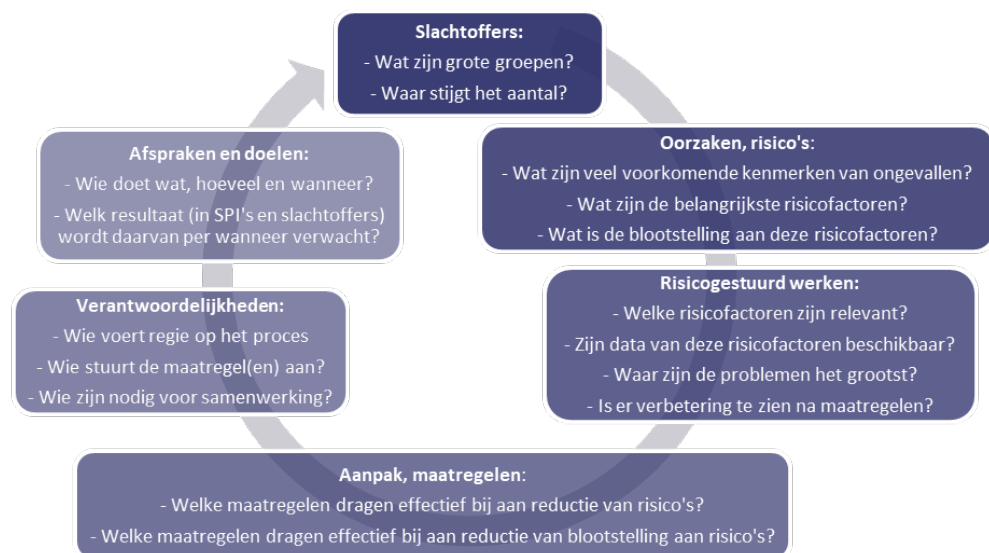 Slachtoffers:
- Wat zijn grote groepen?
- Waar stijgt het aantal?
Oorzaken, risico's:
- Wat zijn veel voorkomende kenmerken van ongevallen?
- Wat zijn de belangrijkste risicofactoren?
- Wat is de blootstelling aan deze risicofactoren?
Risicogestuurd werken:
- Welke risicofactoren zijn relevant?
- Zijn data van deze risicofactoren beschikbaar?
- Waar zijn de problemen het grootst?
- Is er verbetering te zien na maatregelen?
Aanpak, maatregelen:
- Welke maatregelen dragen effectief bij aan reductie van risico's?
- Welke maatregelen dragen effectief bij aan reductie van blootstelling aan risico's?
Verantwoordelijkheden:
- Wie voert regie op het proces
- Wie stuurt de maatregel(en) aan?
- Wie zijn nodig voor samenwerking?
Afspraken en doelen:
- Wie doet wat, hoeveel en wanneer?
- Welk resultaat (in SPI's en slachtoffers)
wordt daarvan per wanneer verwacht?